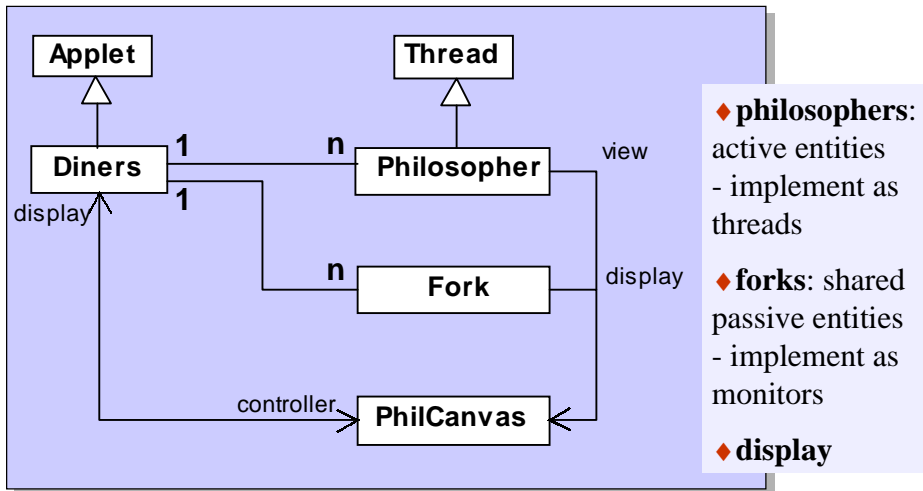 Applet
Thread
1
n
Diners
Philosopher
view
1
display
n
Fork
display
controller
PhilCanvas
♦ philosophers:
active entities
- implement as
threads
♦ forks: shared
passive entities
- implement as
monitors
♦ display